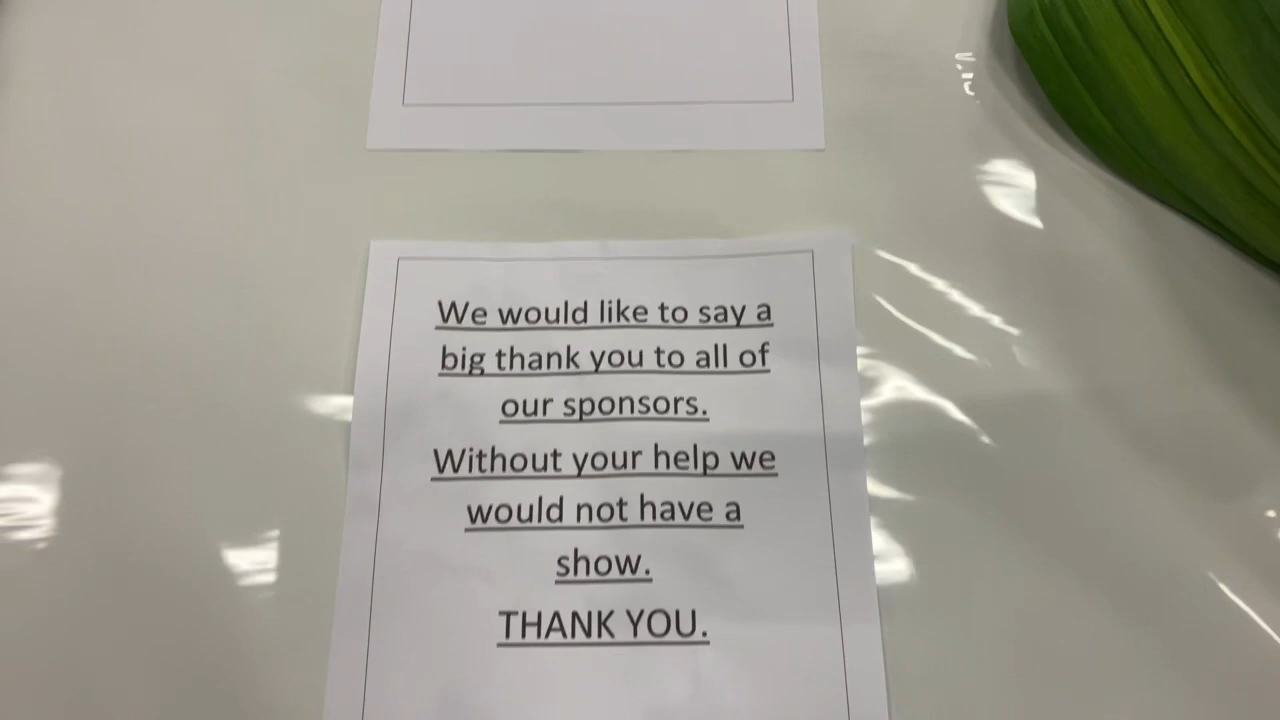 We would like to say a
big thank you to all of
our sponsors.
Without your help we
would not have a
show.
THANK YOU.